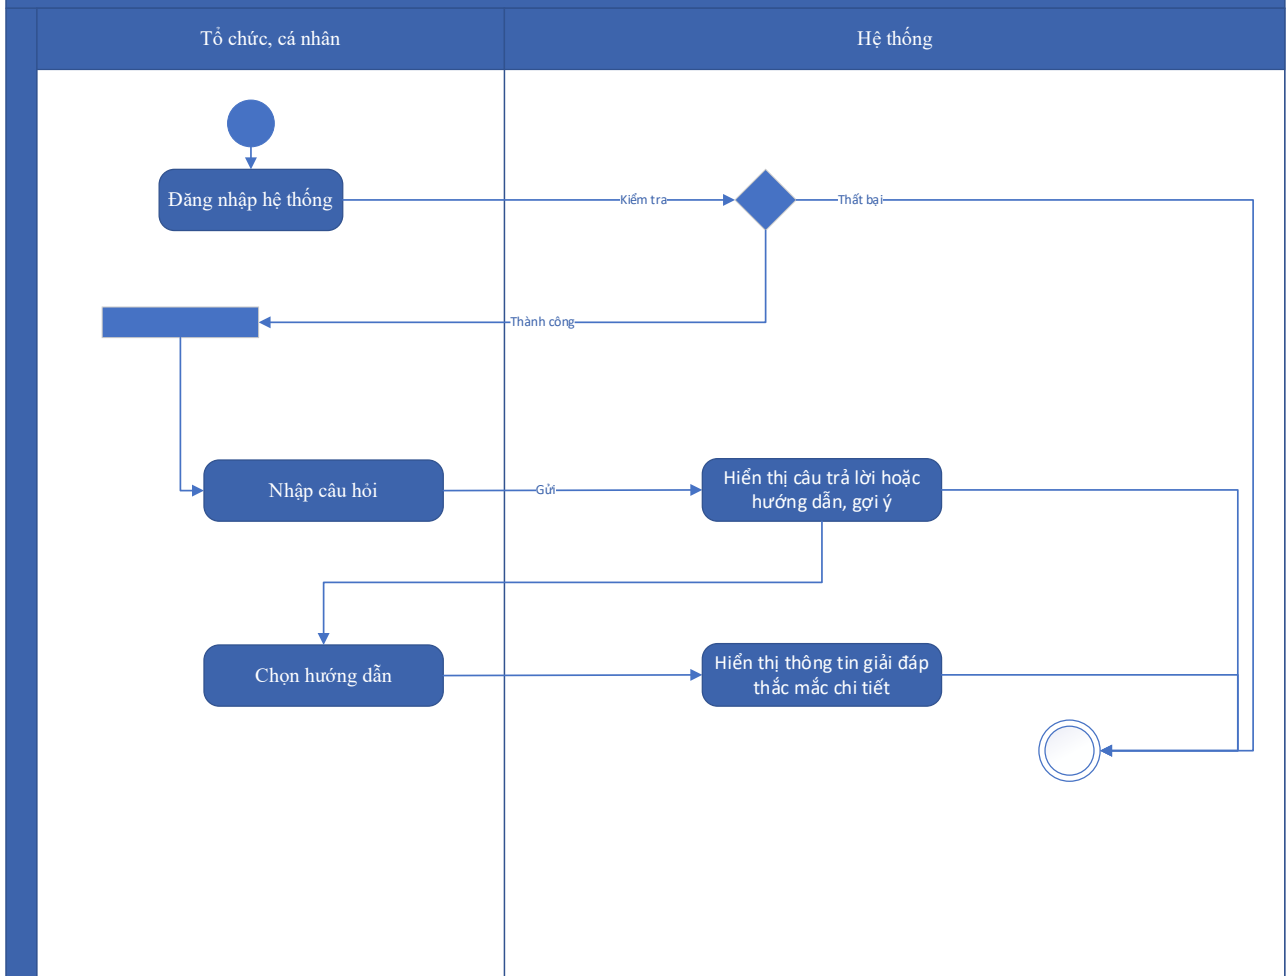 Tổ chức, cá nhân
Hệ thống
Đăng nhập hệ thống
Kiểm tra
Thất bại
Thành công
Nhập câu hỏi
Gửi
Hiển thị câu trả lời hoặc
hướng dẫn, gợi ý
Chọn hướng dẫn
Hiển thị thông tin giải đáp
thắc mắc chi tiết